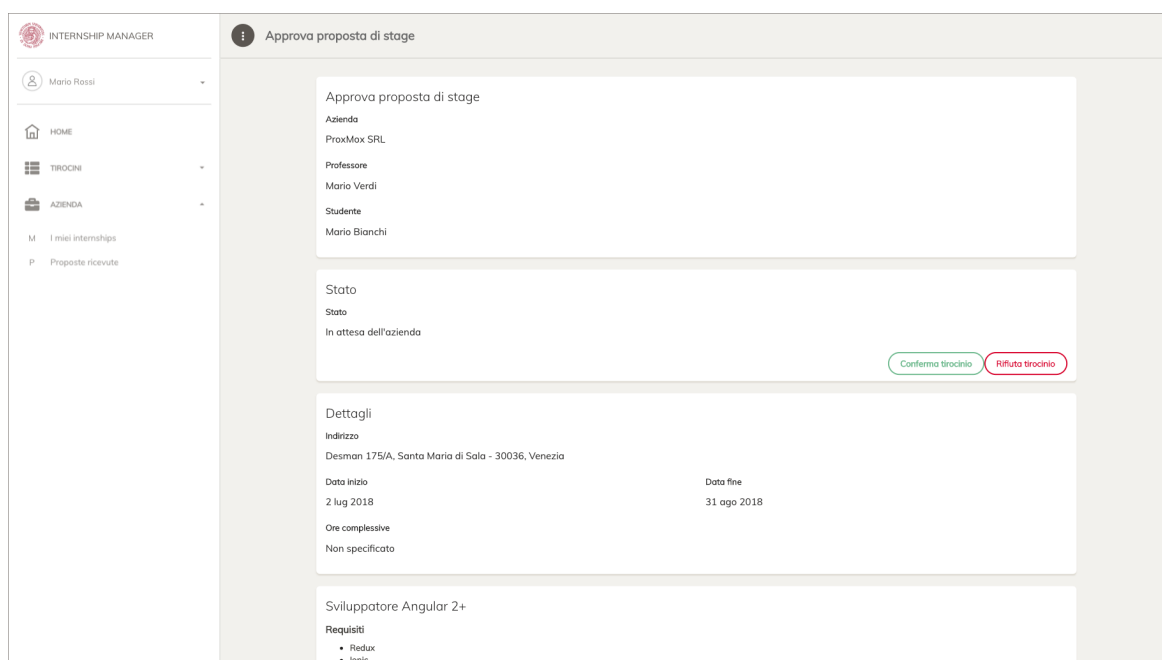 INTERNSHIP MANAGER
Mario Rossi
HOME
TIROCINI
AZIENDA
M I miei internships
P Proposte ricevute
Approva proposta di stage
Approva proposta di stage
Azienda
ProxMox SRL
Professore
Mario Verdi
Studente
Mario Bianchi
Stato
Stato
In attesa dell'azienda
Conferma tirocinio Rifiuta tirocinio
Dettagli
Indirizzo
Desman 175/A, Santa Maria di Sala - 30036, Venezia
Data inizio Data fine
2 lug 2018 31 ago 2018
Ore complessive
Non specificato
Sviluppatore Angular 2+
Requisiti
• Redux
• Ionic